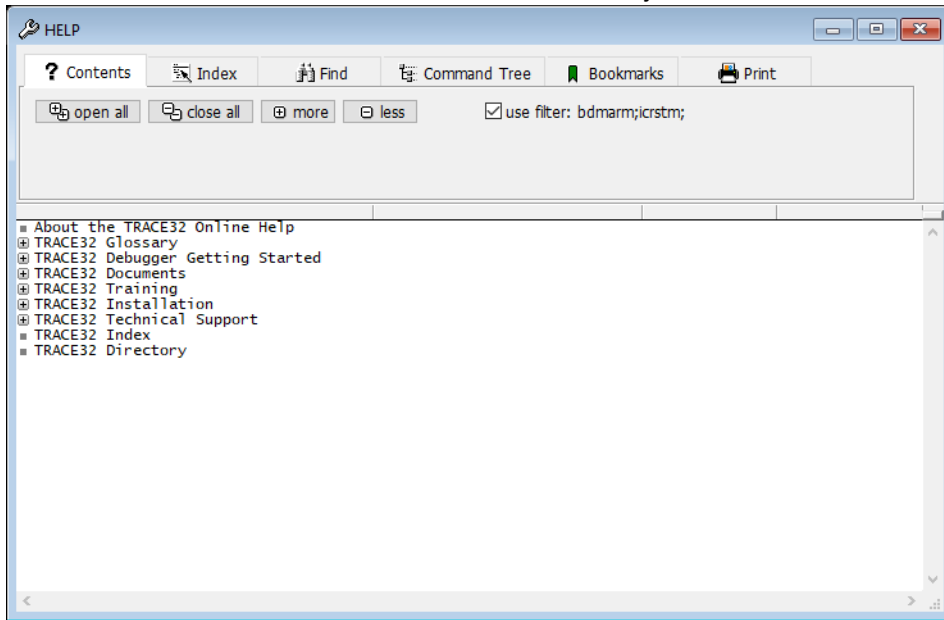 HELP
? Contents Index Find Command Tree Bookmarks Print
open all close all more less use filter: bdmarm;icrstm;
About the TRACE32 Online Help
TRACE32 Glossary
TRACE32 Debugger Getting Started
TRACE32 Documents
TRACE32 Training
TRACE32 Installation
TRACE32 Technical Support
TRACE32 Index
TRACE32 Directory